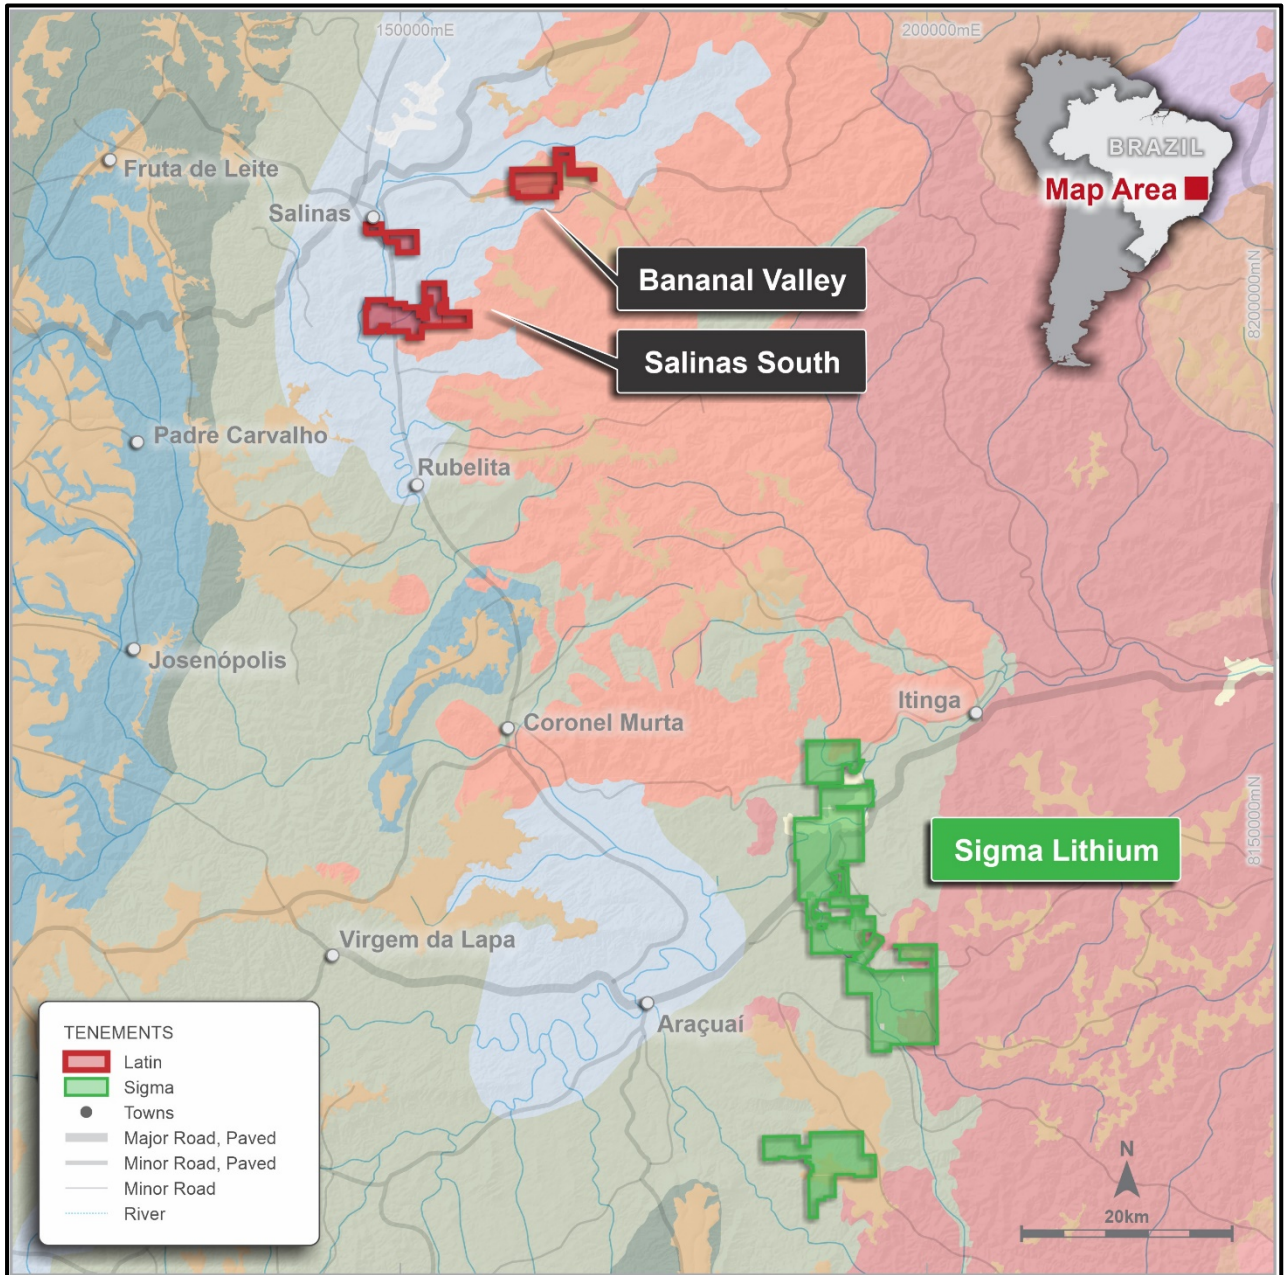 150000mE
200000mE
Fruta de Leite
BRAZIL
Map Area
Salinas
Bananal Valley
8200000mN
Salinas South
Padre Carvalho
Rubelita
Josenópolis
Itinga
Coronel Murta
Sigma Lithium
8150000mN
Virgem da Lapa
Araçuaí
TENEMENTS
Latin
Sigma
Towns
Major Road, Paved
Minor Road, Paved
Minor Road
River
N
20km